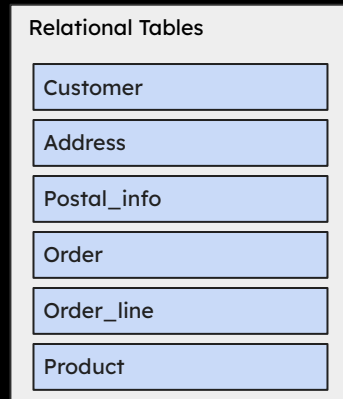 Relational Tables
Customer
Address
Postal_info
Order
Order_line
Product